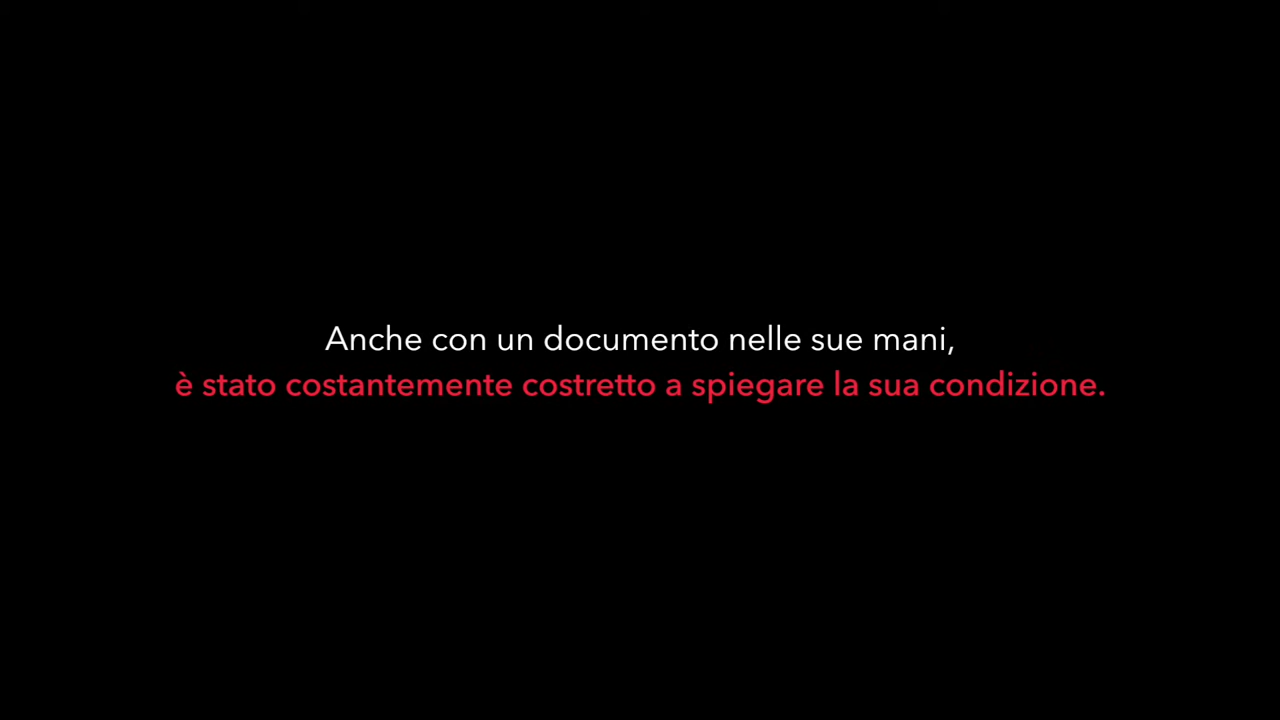 Anche con un documento nelle sue mani,
è stato costantemente costretto a spiegare la sua condizione.